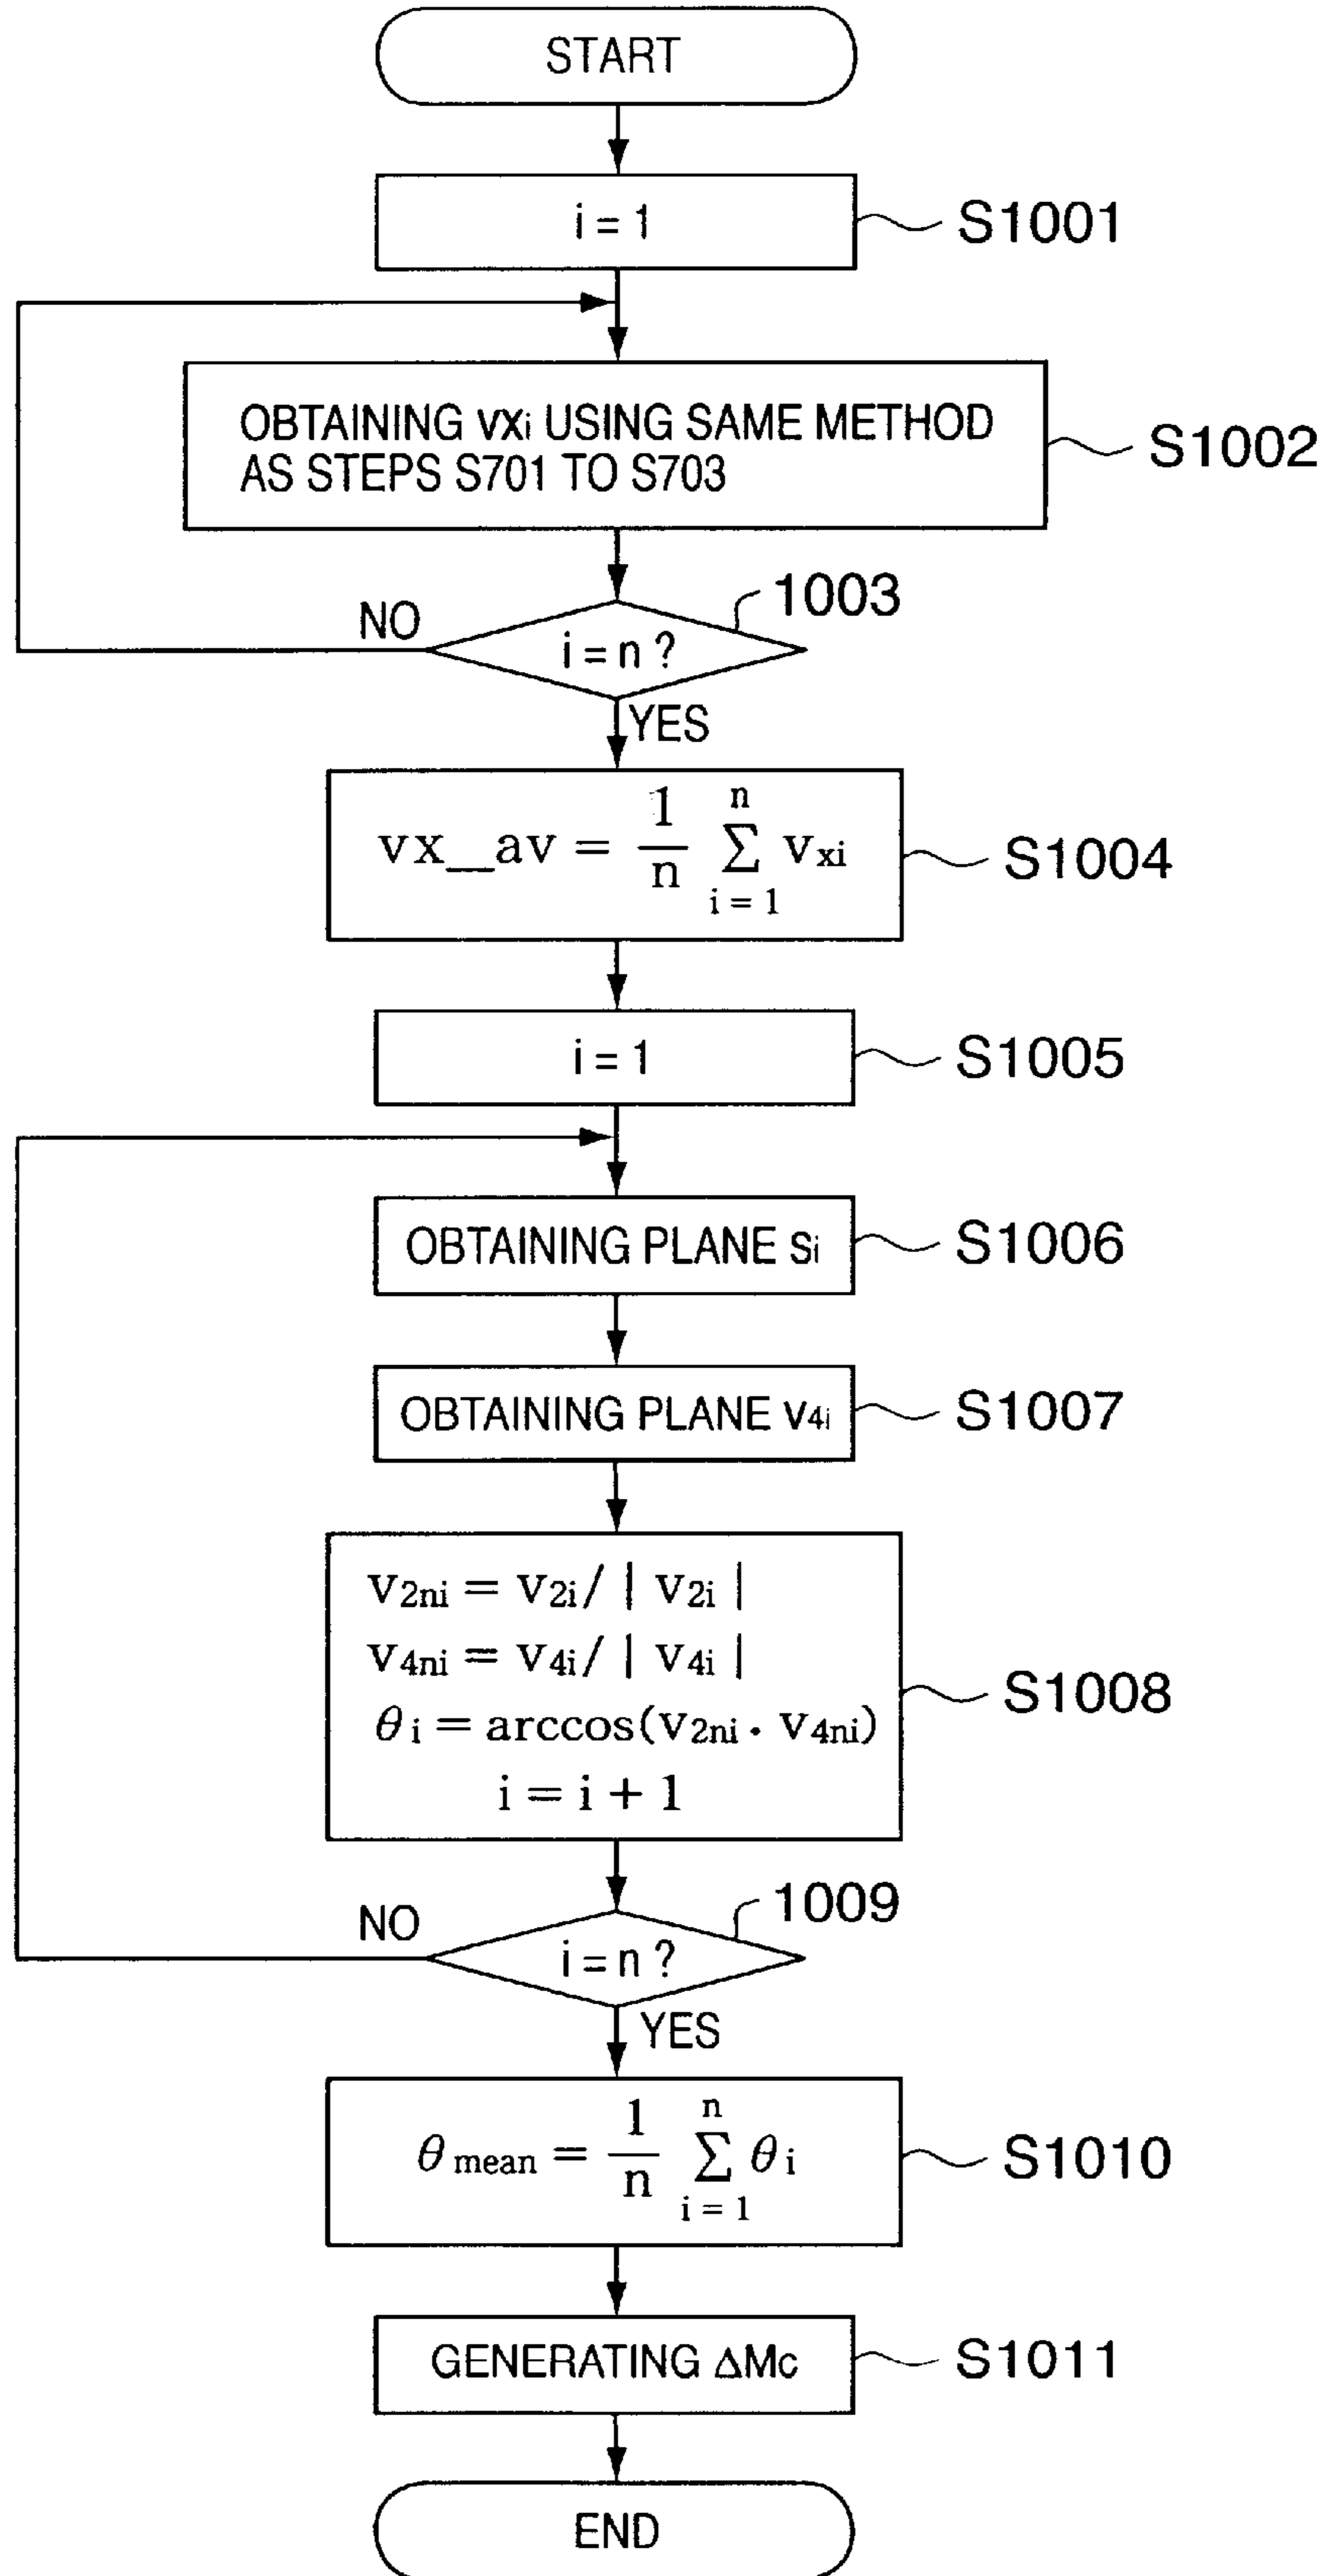 START
i = 1
S1001
OBTAINING vxi USING SAME METHOD
AS STEPS S701 TO S703
S1002
1003
NO
i = n ?
YES
vx_av = 1/n Σ(i = 1, n) vxi
S1004
i = 1
S1005
OBTAINING PLANE si
S1006
OBTAINING PLANE v4i
S1007
v2ni = v2i / | v2i |
v4ni = v4i / | v4i |
θi = arccos(v2ni · v4ni)
i = i + 1
S1008
1009
NO
i = n ?
YES
θmean = 1/n Σ(i = 1, n) θi
S1010
GENERATING ΔMc
S1011
END